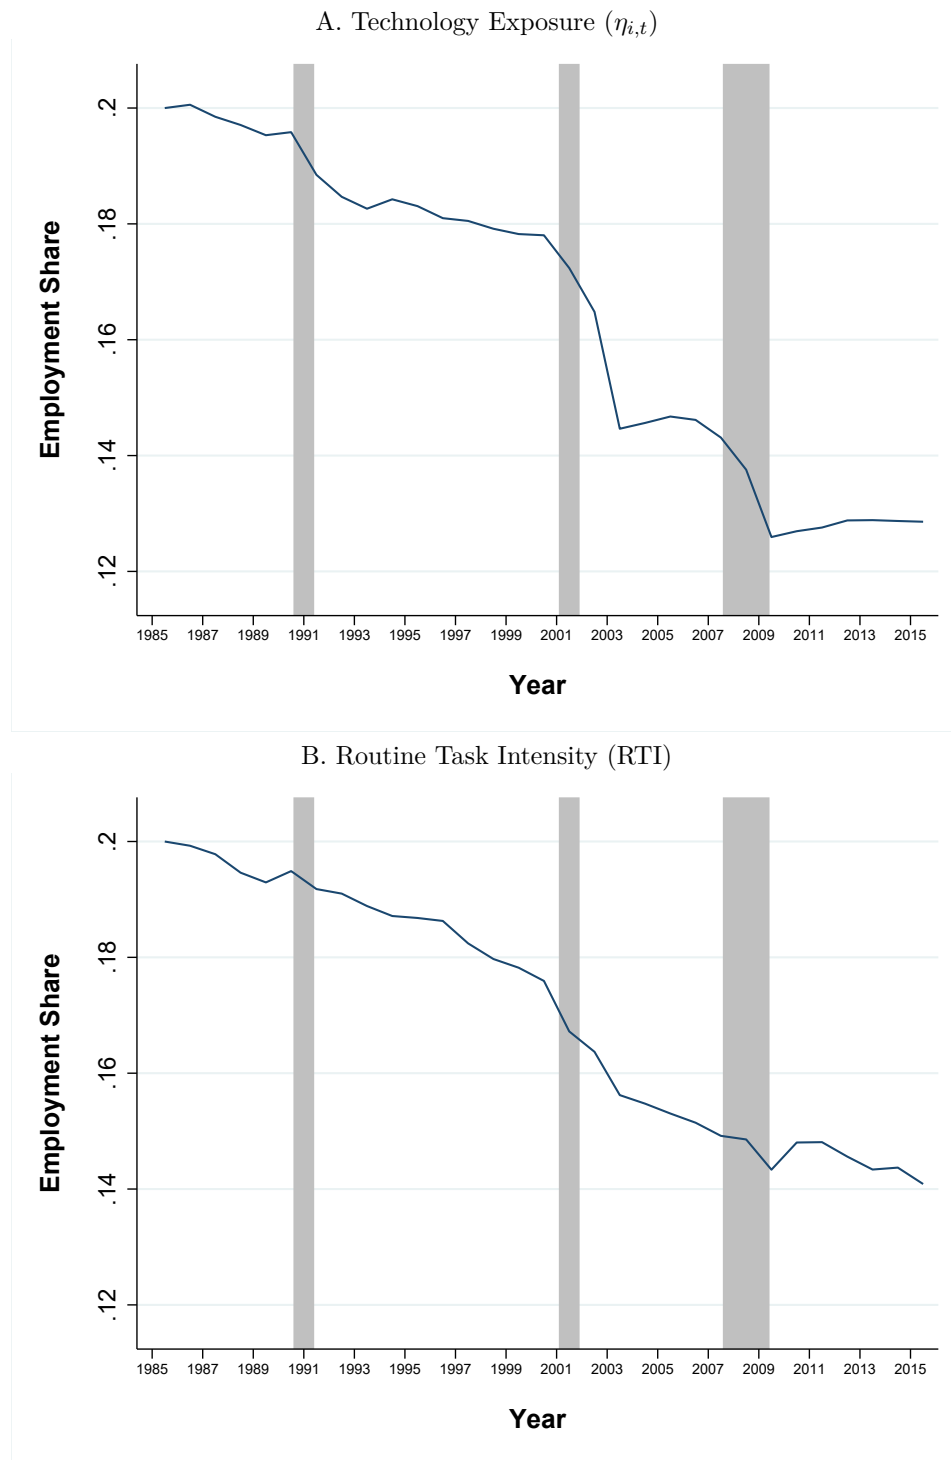 A. Technology Exposure (η_{i,t})
.2
.18
.16
.14
.12
Employment Share
1985 1987 1989 1991 1993 1995 1997 1999 2001 2003 2005 2007 2009 2011 2013 2015
Year
B. Routine Task Intensity (RTI)
.2
.18
.16
.14
.12
Employment Share
1985 1987 1989 1991 1993 1995 1997 1999 2001 2003 2005 2007 2009 2011 2013 2015
Year